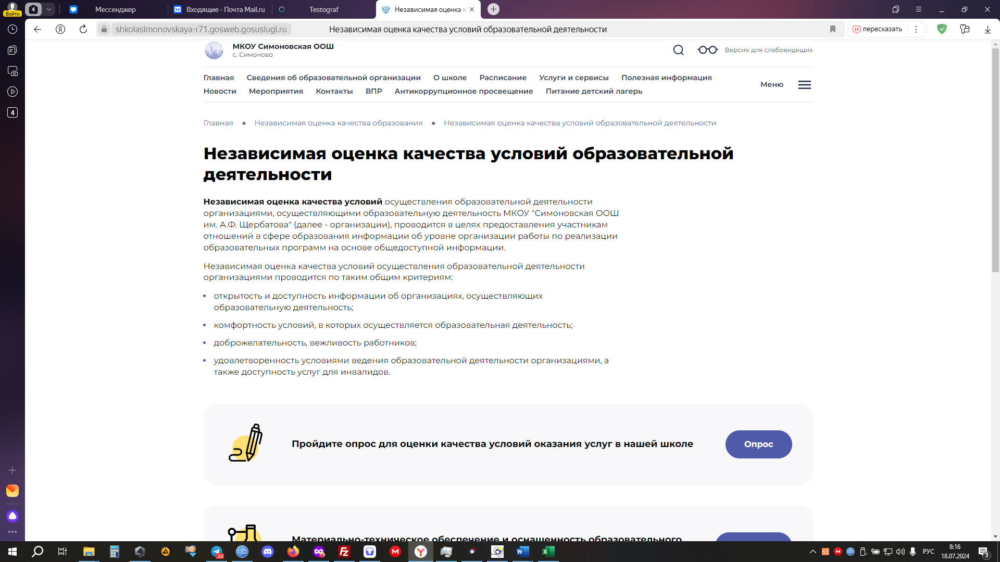 Войти
4
Мессенджер
Входящие - Почта Mail.ru
Testograf
Независимая оценка к
shkolasimonovskaya-r71.gosweb.gosuslugi.ru
Независимая оценка качества условий образовательной деятельности
пересказать
4
МКОУ Симоновская ООШ
с. Симоново
Версия для слабовидящих
Главная Сведения об образовательной организации О школе Расписание Услуги и сервисы Полезная информация
Новости Мероприятия Контакты ВПР Антикоррупционное просвещение Питание детский лагерь
Меню
Главная ● Независимая оценка качества образования ● Независимая оценка качества условий образовательной деятельности
Независимая оценка качества условий образовательной
деятельности
Независимая оценка качества условий осуществления образовательной деятельности
организациями, осуществляющими образовательную деятельность МКОУ "Симоновская ООШ
им. А.Ф. Щербатова" (далее - организации), проводится в целях предоставления участникам
отношений в сфере образования информации об уровне организации работы по реализации
образовательных программ на основе общедоступной информации.
Независимая оценка качества условий осуществления образовательной деятельности
организациями проводится по таким общим критериям:
• открытость и доступность информации об организациях, осуществляющих
образовательную деятельность;
• комфортность условий, в которых осуществляется образовательная деятельность;
• доброжелательность, вежливость работников;
• удовлетворенность условиями ведения образовательной деятельности организациями, а
также доступность услуг для инвалидов.
Пройдите опрос для оценки качества условий оказания услуг в нашей школе
Опрос
Материально-техническое обеспечение и оснащенность образовательного
33
63
РУС
8:16
18.07.2024
3